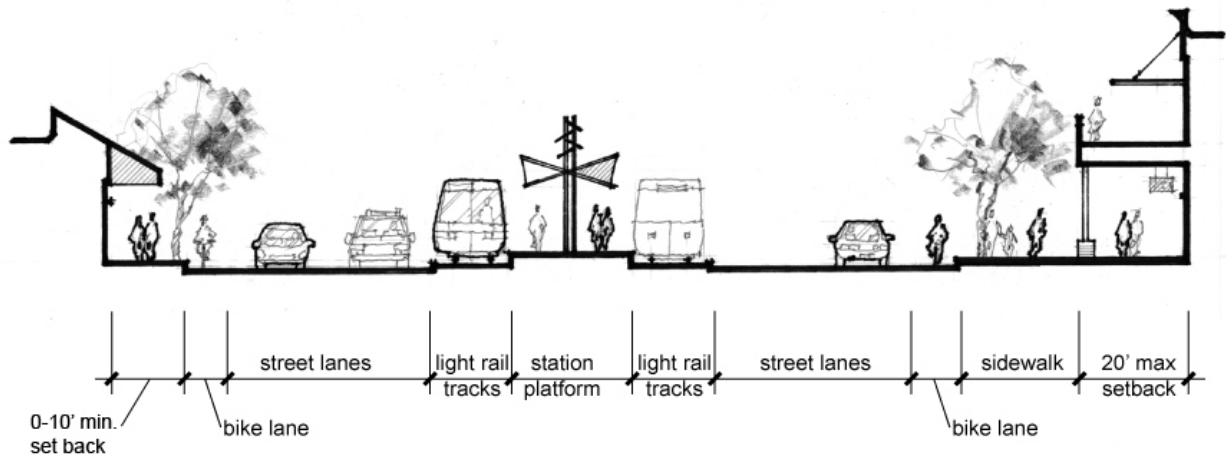 street lanes
light rail
tracks
station
platform
light rail
tracks
street lanes
sidewalk
20' max
setback
0-10' min.
set back
bike lane
bike lane